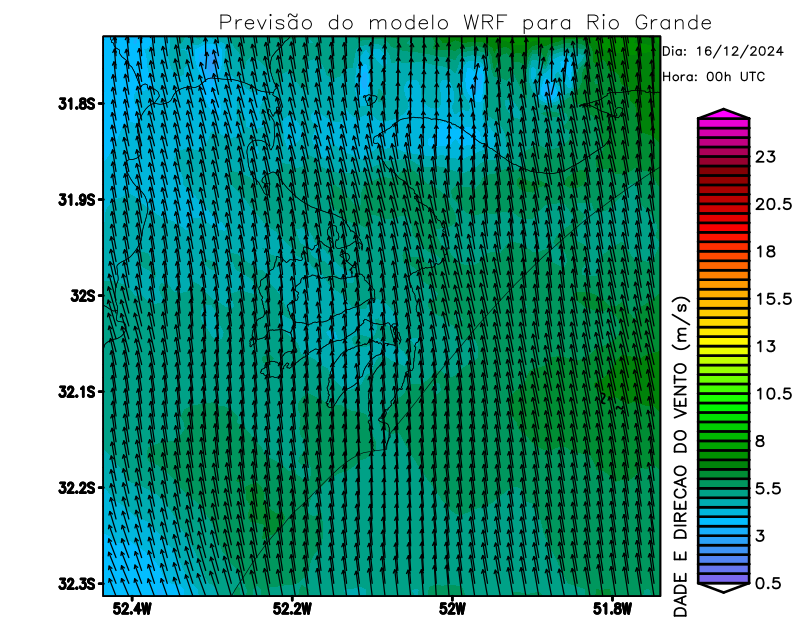 Previsão do modelo WRF para Rio Grande
Dia: 16/12/2024
Hora: 00h UTC
31.8S
31.9S
32S
32.1S
32.2S
32.3S
52.4W
52.2W
52W
51.8W
DADE E DIRECAO DO VENTO (m/s)
23
20.5
18
15.5
13
10.5
8
5.5
3
0.5